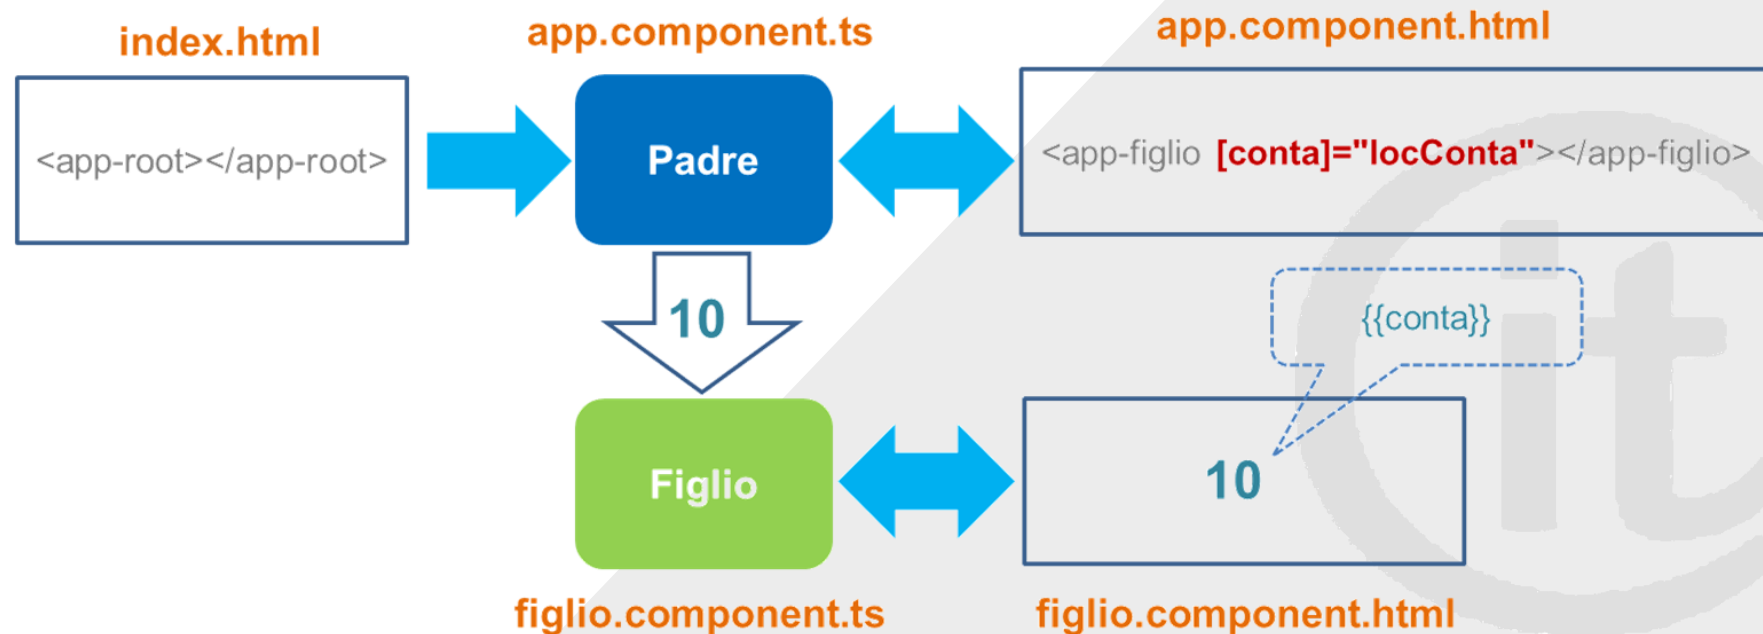 index.html
app.component.ts
app.component.html
<app-root></app-root>
Padre
<app-figlio [conta]="locConta"></app-figlio>
10
{{conta}}
Figlio
10
figlio.component.ts
figlio.component.html
it